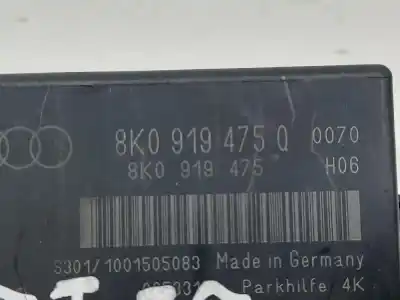 8K0 919 475 Q 0070
8K0 919 475 H06
S301/1001505083 Made in Germany
Parkhilfe 4K